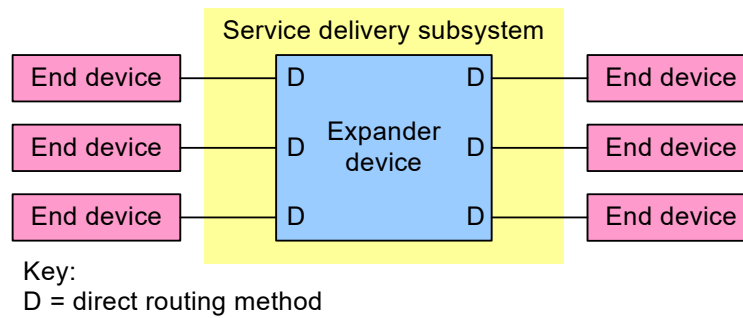 Service delivery subsystem
End device D D End device
End device D Expander device D End device
End device D D End device
Key:
D = direct routing method